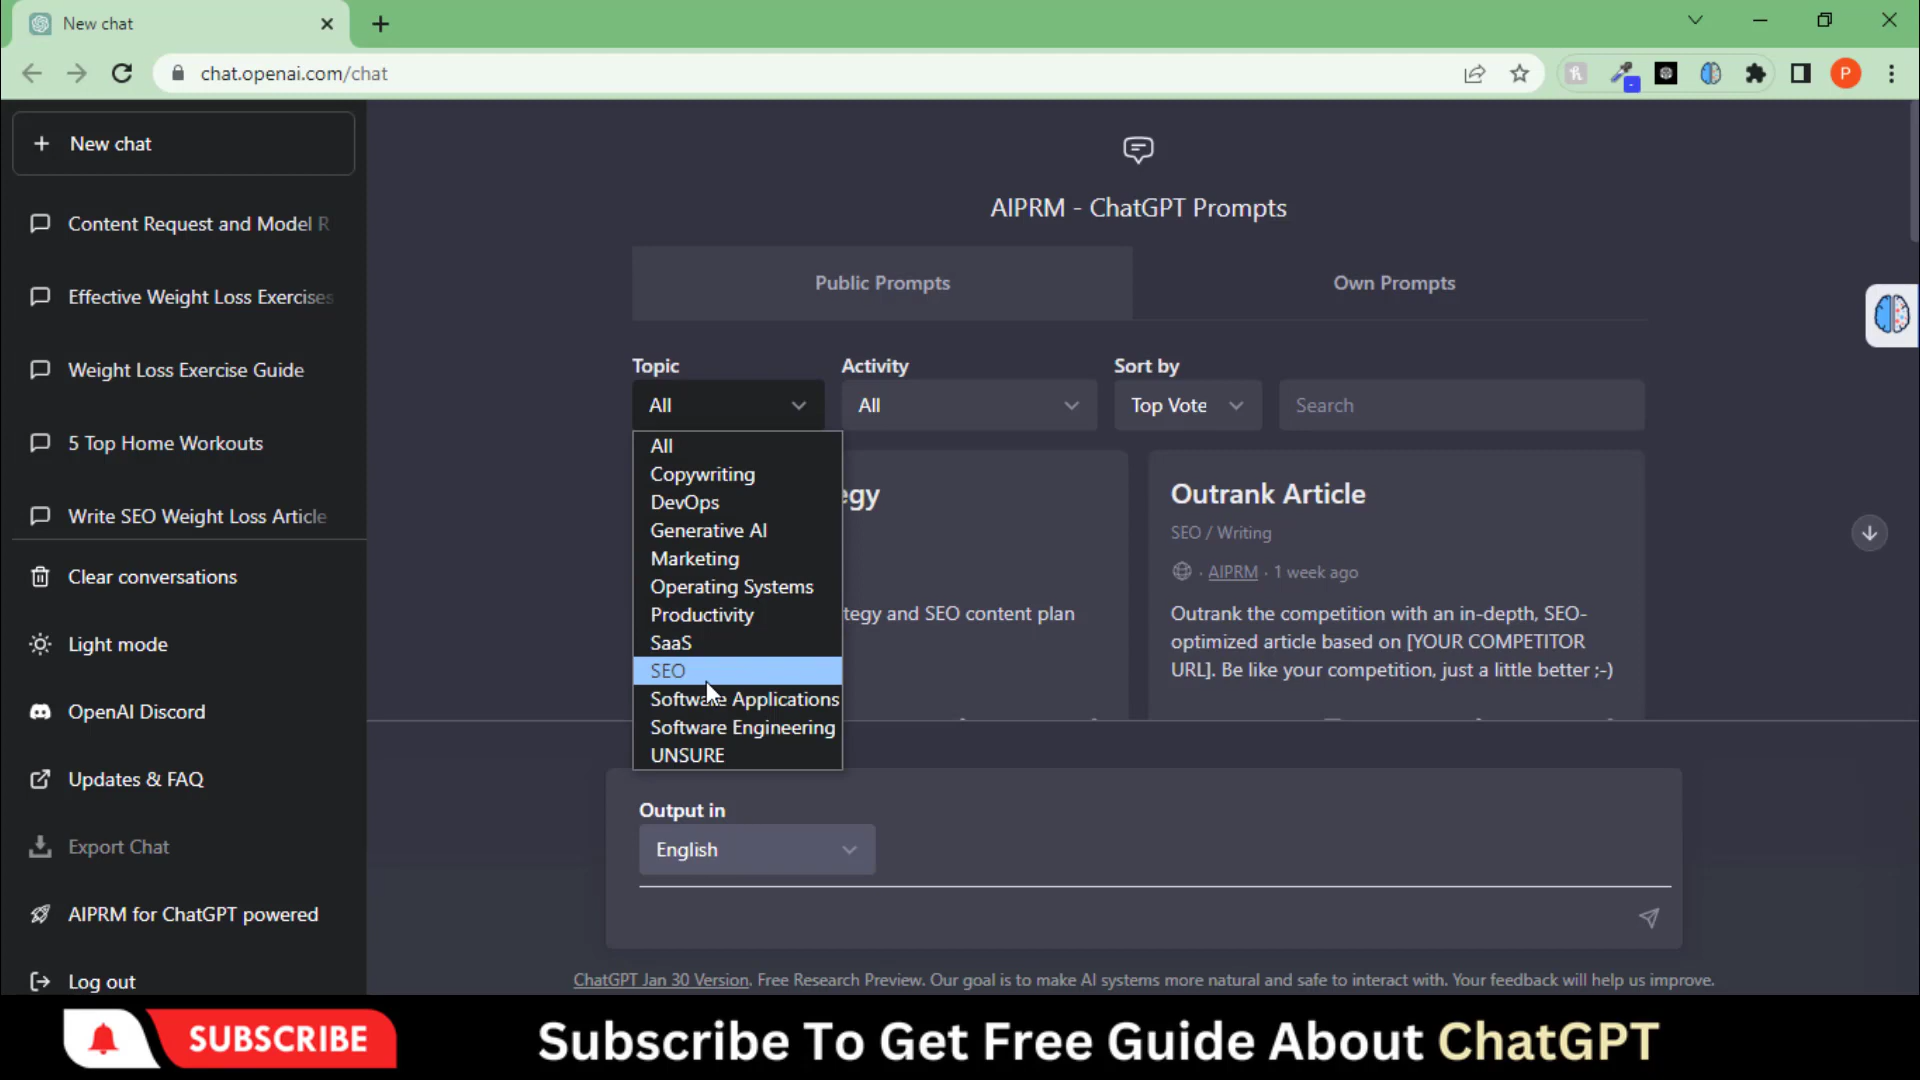 New chat
chat.openai.com/chat
P
New chat
Content Request and Model R
Effective Weight Loss Exercises
Weight Loss Exercise Guide
5 Top Home Workouts
Write SEO Weight Loss Article
Clear conversations
Light mode
OpenAI Discord
Updates & FAQ
Export Chat
AIPRM for ChatGPT powered
Log out
AIPRM - ChatGPT Prompts
Public Prompts
Own Prompts
Topic
Activity
Sort by
All
All
Top Vote
Search
All
Copywriting
DevOps
Generative AI
Marketing
Operating Systems
Productivity
SaaS
SEO
Software Applications
Software Engineering
UNSURE
egy
tegy and SEO content plan
Outrank Article
SEO / Writing
· AIPRM · 1 week ago
Outrank the competition with an in-depth, SEO-
optimized article based on [YOUR COMPETITOR
URL]. Be like your competition, just a little better ;-)
Output in
English
ChatGPT Jan 30 Version. Free Research Preview. Our goal is to make AI systems more natural and safe to interact with. Your feedback will help us improve.
SUBSCRIBE
Subscribe To Get Free Guide About ChatGPT